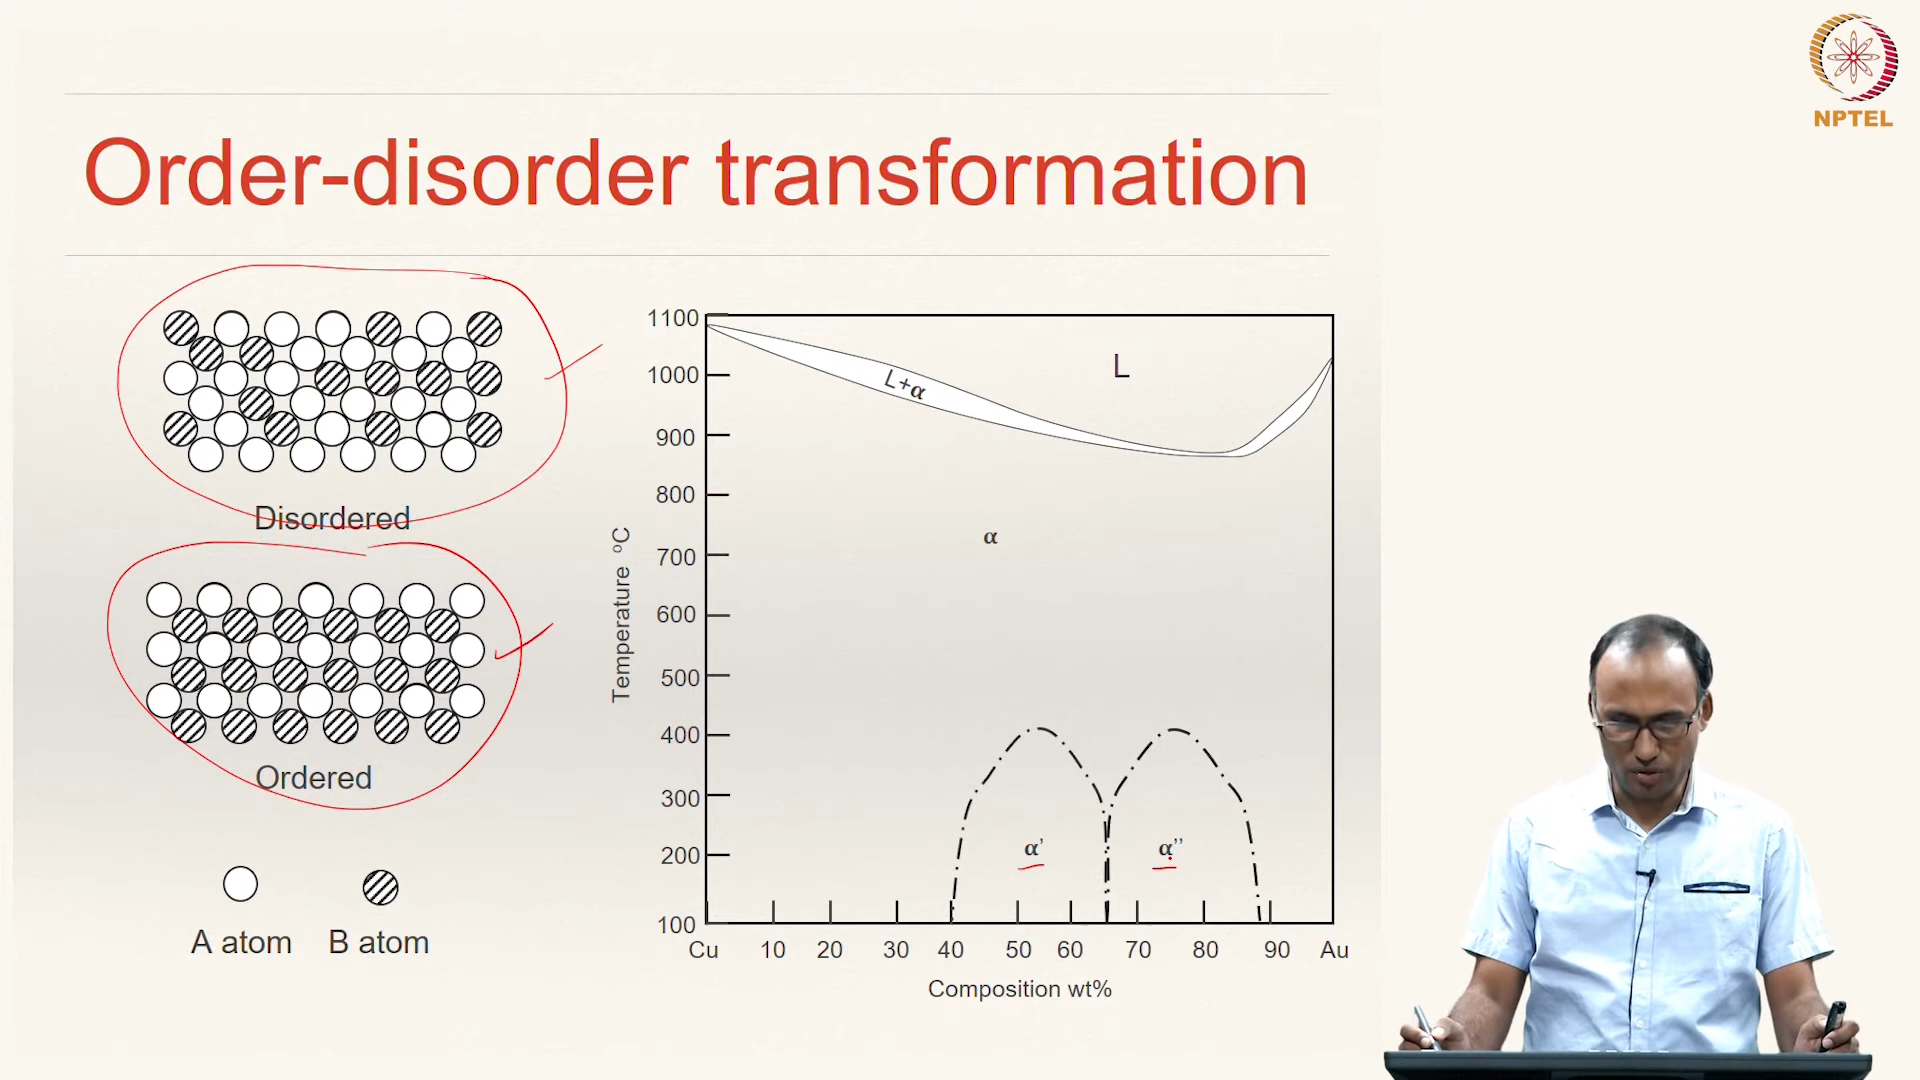 NPTEL
Order-disorder transformation
Disordered
Ordered
A atom B atom
1100
1000
900
800
700
600
500
400
300
200
100
Temperature ºC
L
L+α
α
α' α''
Cu 10 20 30 40 50 60 70 80 90 Au
Composition wt%